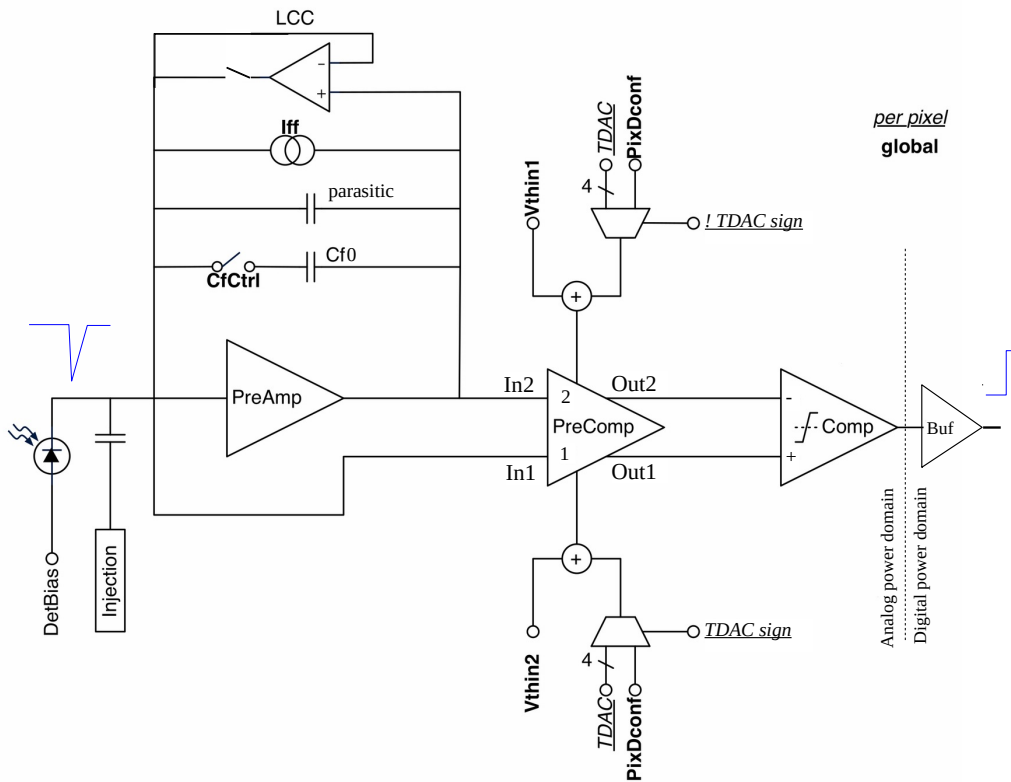 LCC
-
+
Iff
parasitic
Cf0
CfCtrl
per pixel
global
TDAC
PixDconf
4
Vthin1
! TDAC sign
+
PreAmp
In2
Out2
2
PreComp
1
In1
Out1
-
Comp
+
Buf
Analog power domain
Digital power domain
DetBias
Injection
+
Vthin2
TDAC sign
4
TDAC
PixDconf